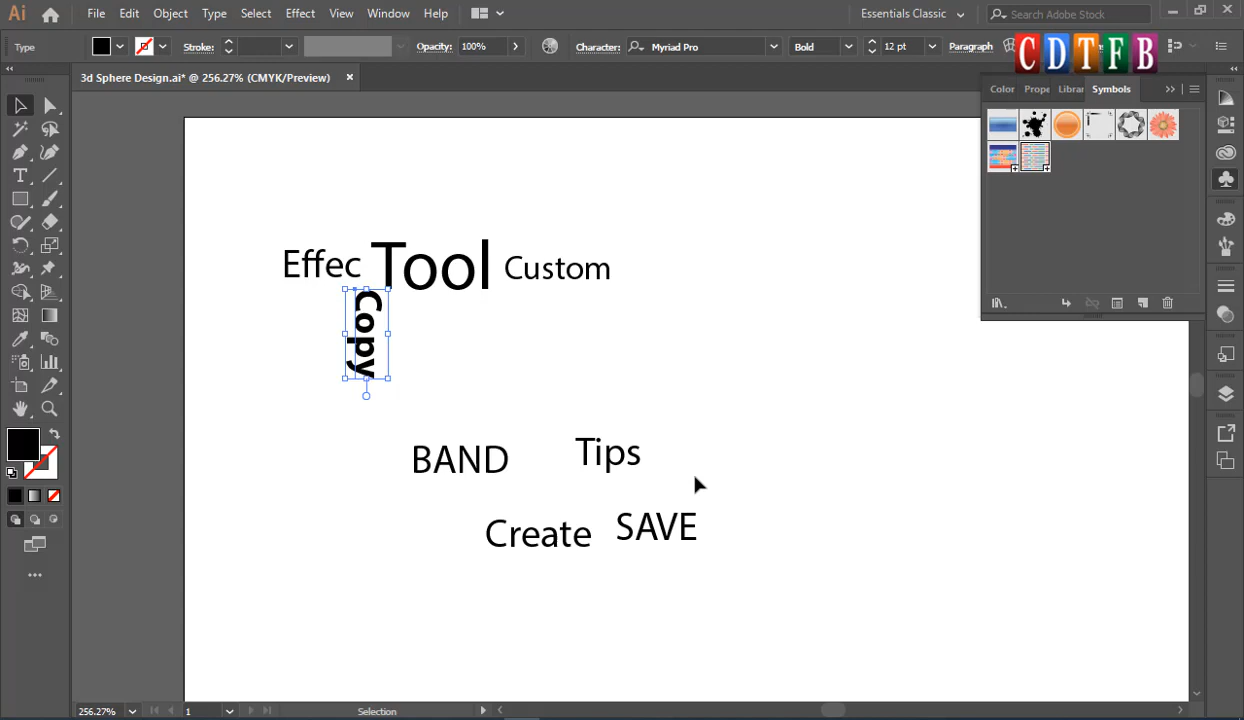 Ai File Edit Object Type Select Effect View Window Help Essentials Classic Search Adobe Stock
Type Stroke: Opacity: 100% Character: Myriad Pro Bold 12 pt Paragraph
C D T F B
3d Sphere Design.ai* @ 256.27% (CMYK/Preview)
Color Prope Librar Symbols
Effec Tool Custom
Copy
BAND Tips
Create SAVE
256.27% 1 Selection